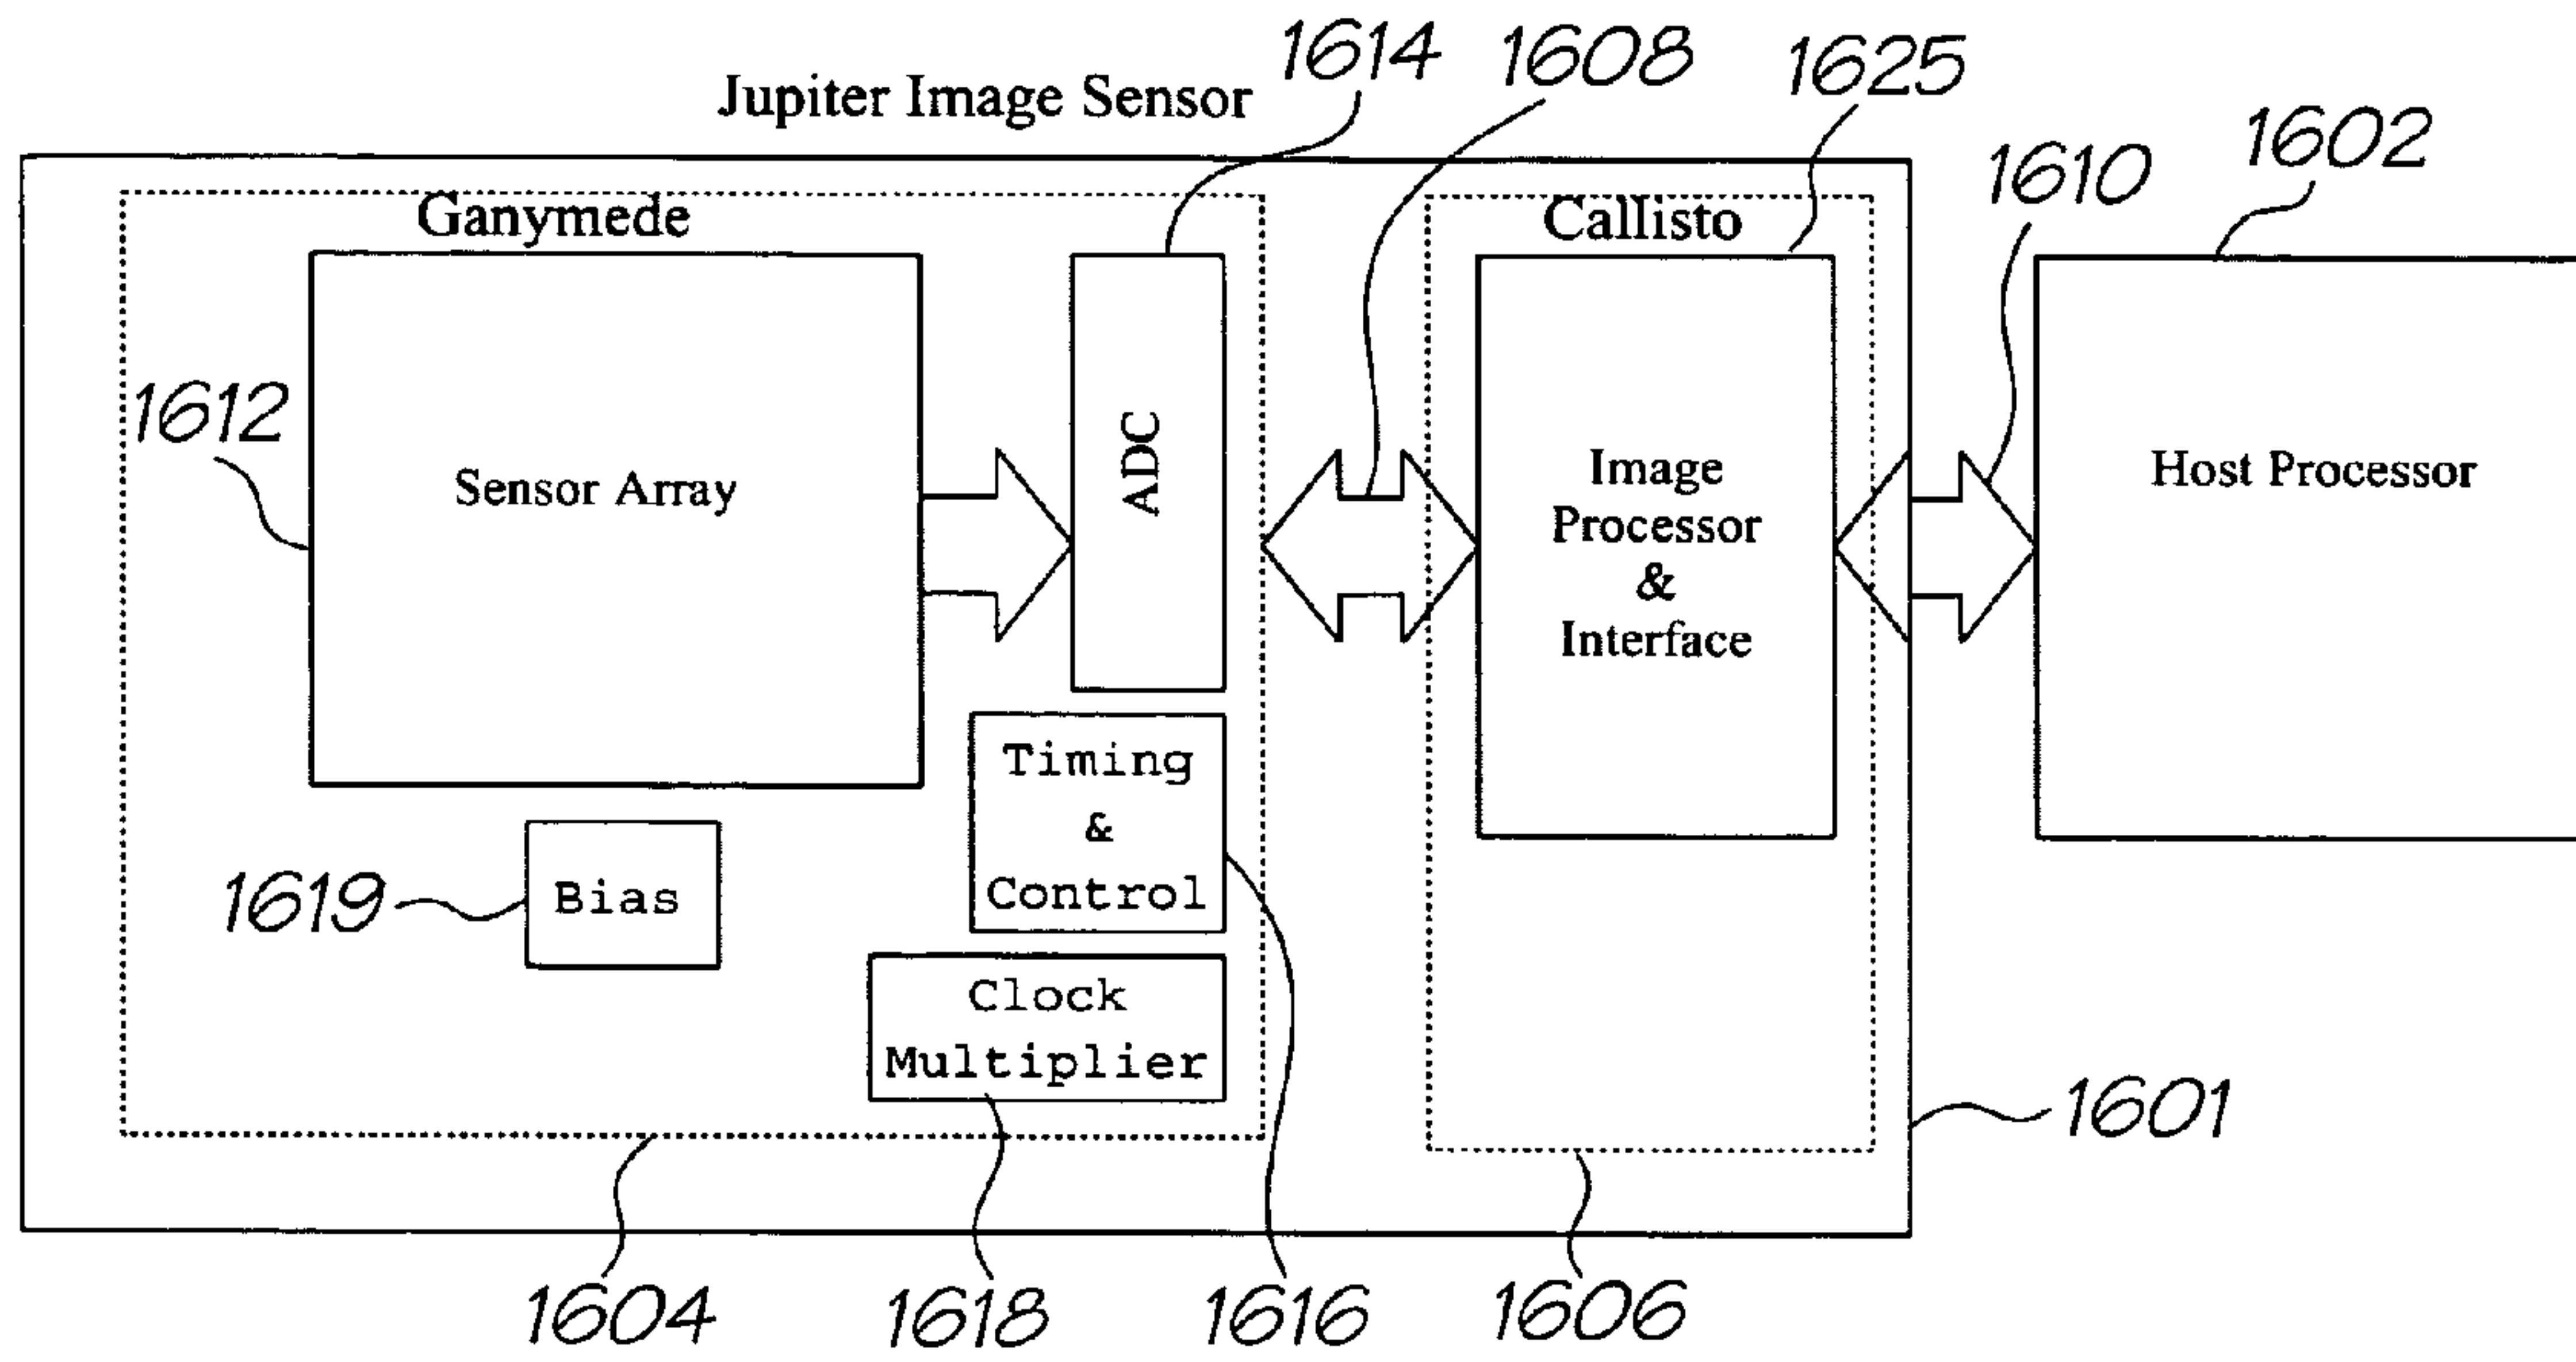 Jupiter Image Sensor
1614
1608
1625
1610
1602
Ganymede
Callisto
1612
Sensor Array
ADC
Image
Processor
&
Interface
Host Processor
Timing
&
Control
1619
Bias
Clock
Multiplier
1601
1604
1618
1616
1606